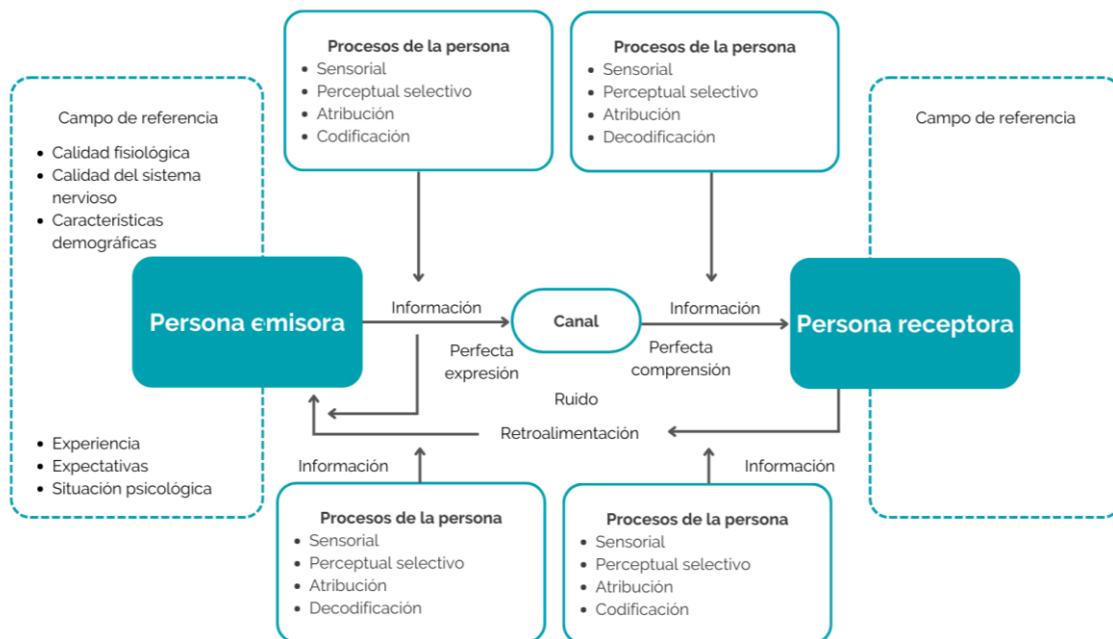 Procesos de la persona
Sensorial
Perceptual selectivo
Atribución
Codificación
Procesos de la persona
Sensorial
Perceptual selectivo
Atribución
Decodificación
Campo de referencia
Calidad fisiológica
Calidad del sistema
nervioso
Características
demográficas
Campo de referencia
Persona emisora
Información
Canal
Información
Persona receptora
Perfecta
expresión
Perfecta
comprensión
Ruido
Retroalimentación
Experiencia
Expectativas
Situación psicológica
Información
Información
Procesos de la persona
Sensorial
Perceptual selectivo
Atribución
Decodificación
Procesos de la persona
Sensorial
Perceptual selectivo
Atribución
Codificación